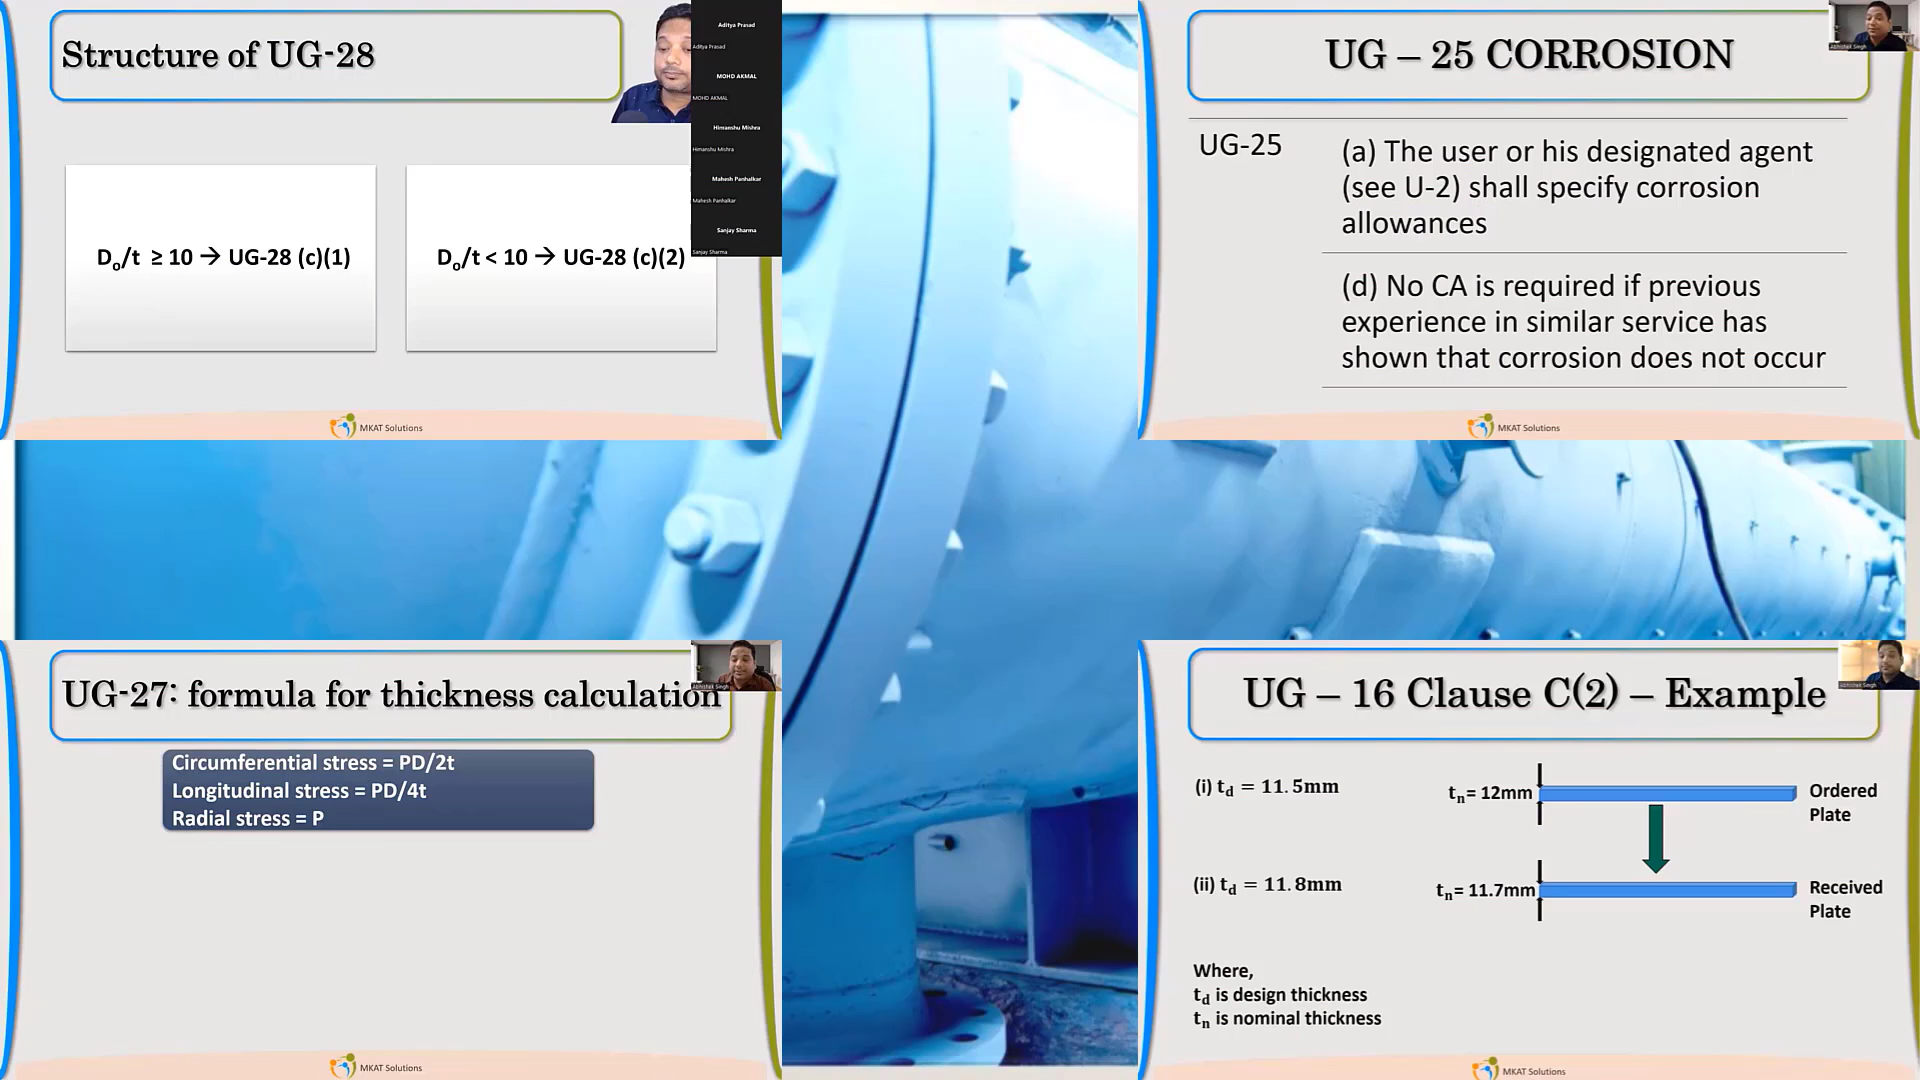 Structure of UG-28
Aditya Prasad
Aditya Prasad
MOHD AKMAL
MOHD AKMAL
Himanshu Mishra
Himanshu Mishra
Mahesh Panhalkar
Mahesh Panhalkar
Sanjay Sharma
Sanjay Sharma
Do/t ≥ 10 → UG-28 (c)(1)
Do/t < 10 → UG-28 (c)(2)
MKAT Solutions
UG – 25 CORROSION
Abhishek Singh
UG-25
(a) The user or his designated agent
(see U-2) shall specify corrosion
allowances
(d) No CA is required if previous
experience in similar service has
shown that corrosion does not occur
MKAT Solutions
UG-27: formula for thickness calculation
Abhishek Singh
Circumferential stress = PD/2t
Longitudinal stress = PD/4t
Radial stress = P
MKAT Solutions
UG – 16 Clause C(2) – Example
Abhishek Singh
(i) td = 11.5mm
tn= 12mm
Ordered
Plate
(ii) td = 11.8mm
tn= 11.7mm
Received
Plate
Where,
td is design thickness
tn is nominal thickness
MKAT Solutions